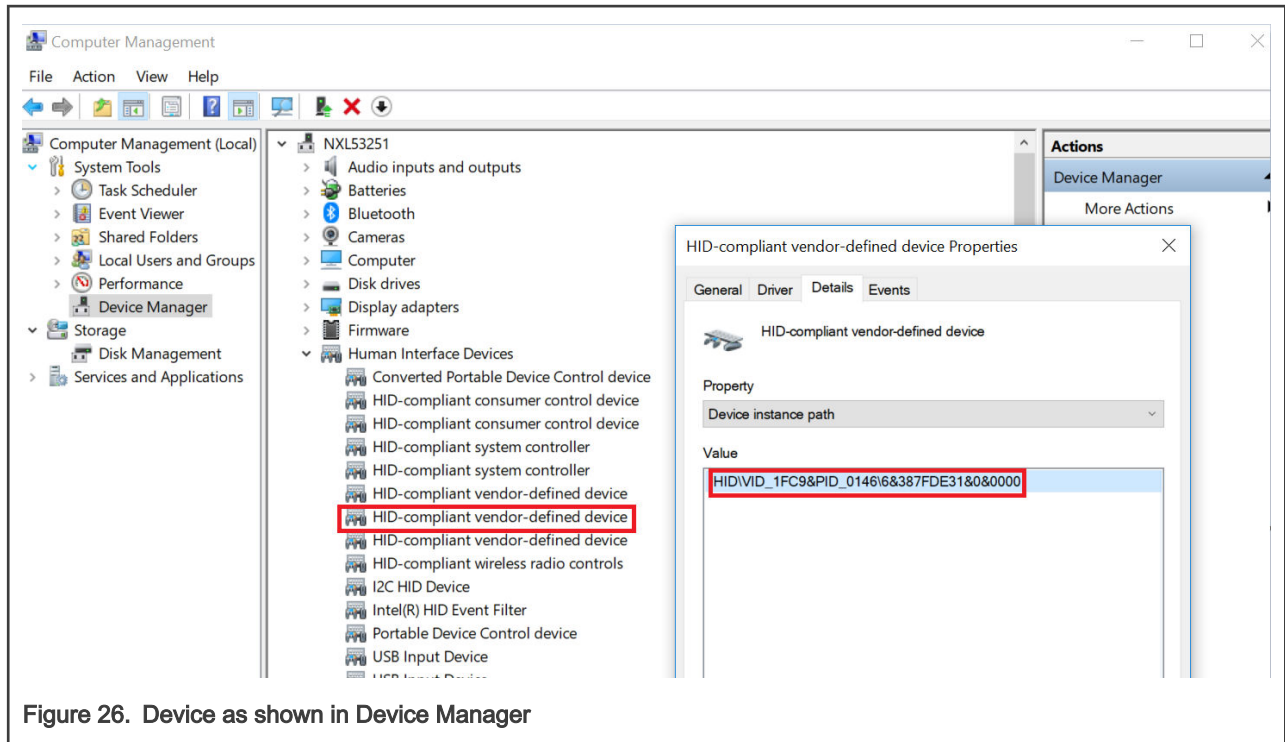 Computer Management
File Action View Help
Computer Management (Local)
System Tools
Task Scheduler
Event Viewer
Shared Folders
Local Users and Groups
Performance
Device Manager
Storage
Disk Management
Services and Applications
NXL53251
Audio inputs and outputs
Batteries
Bluetooth
Cameras
Computer
Disk drives
Display adapters
Firmware
Human Interface Devices
Converted Portable Device Control device
HID-compliant consumer control device
HID-compliant consumer control device
HID-compliant system controller
HID-compliant system controller
HID-compliant vendor-defined device
HID-compliant vendor-defined device
HID-compliant vendor-defined device
HID-compliant wireless radio controls
I2C HID Device
Intel(R) HID Event Filter
Portable Device Control device
USB Input Device
USB Input Device
Actions
Device Manager
More Actions
HID-compliant vendor-defined device Properties
General Driver Details Events
HID-compliant vendor-defined device
Property
Device instance path
Value
HID\VID_1FC9&PID_0146\6&387FDE31&0&0000
Figure 26. Device as shown in Device Manager